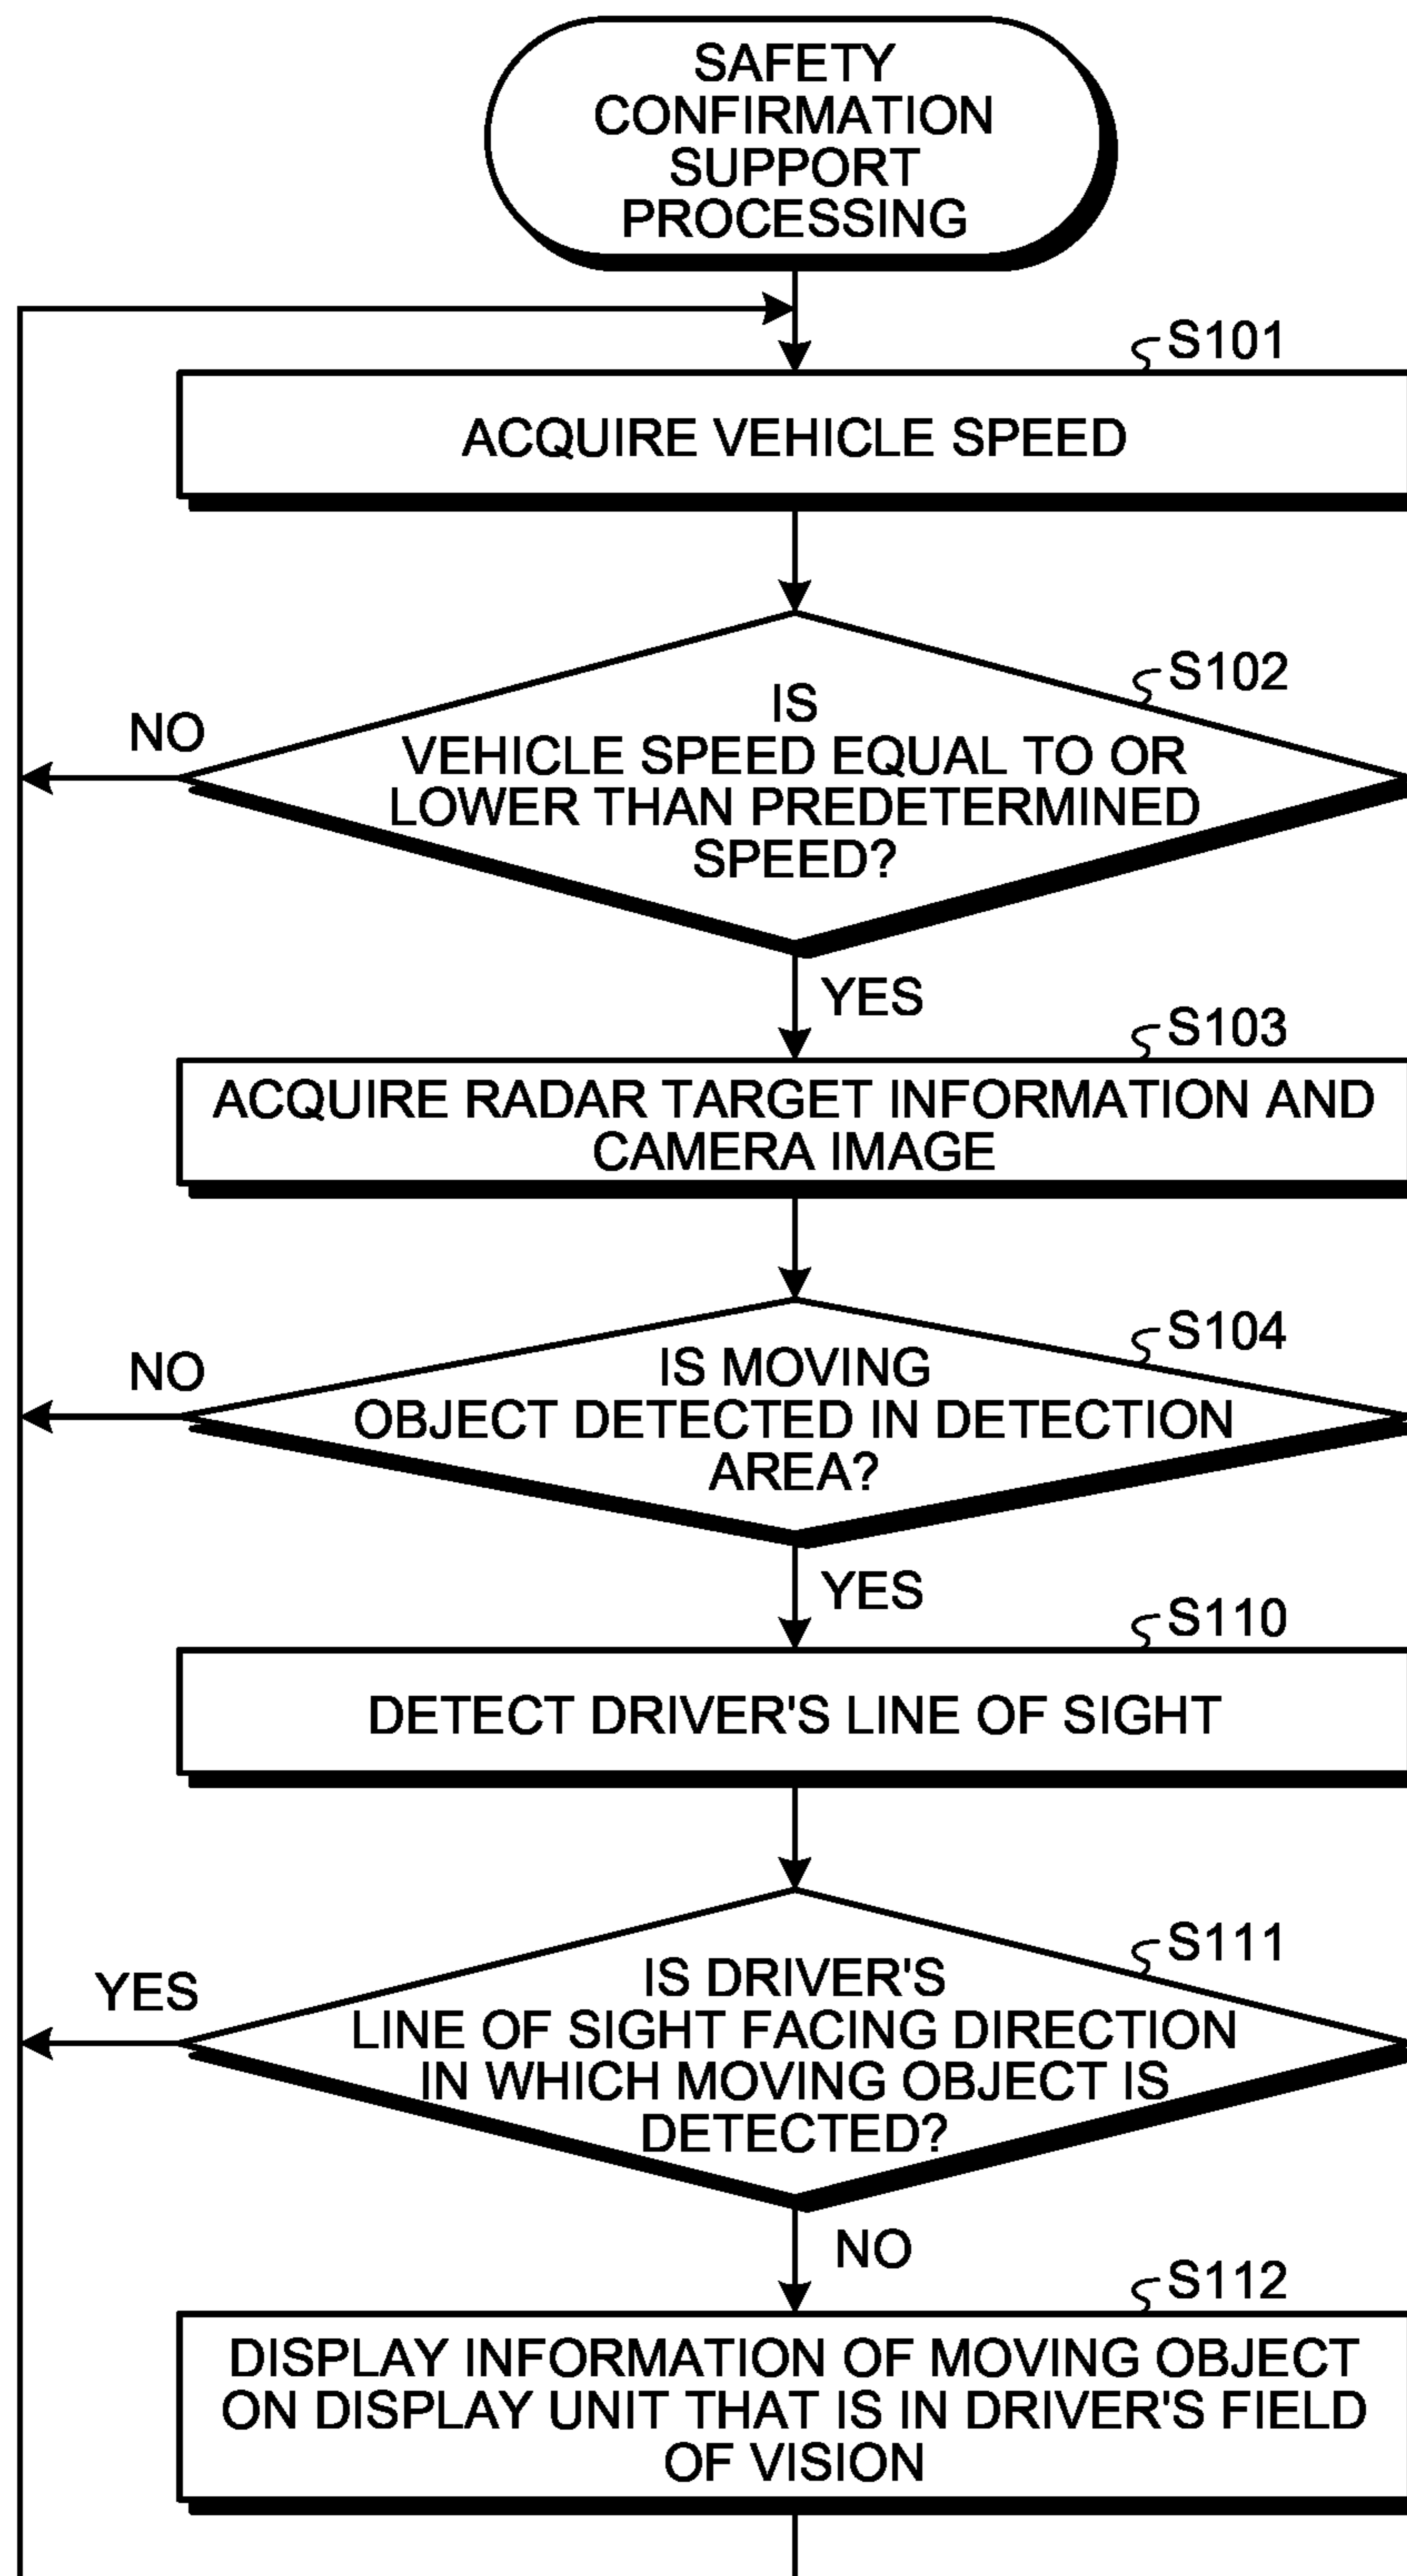 SAFETY
CONFIRMATION
SUPPORT
PROCESSING
S101
ACQUIRE VEHICLE SPEED
S102
IS
VEHICLE SPEED EQUAL TO OR
LOWER THAN PREDETERMINED
SPEED?
NO
YES
S103
ACQUIRE RADAR TARGET INFORMATION AND
CAMERA IMAGE
S104
IS MOVING
OBJECT DETECTED IN DETECTION
AREA?
NO
YES
S110
DETECT DRIVER'S LINE OF SIGHT
S111
IS DRIVER'S
LINE OF SIGHT FACING DIRECTION
IN WHICH MOVING OBJECT IS
DETECTED?
YES
NO
S112
DISPLAY INFORMATION OF MOVING OBJECT
ON DISPLAY UNIT THAT IS IN DRIVER'S FIELD
OF VISION